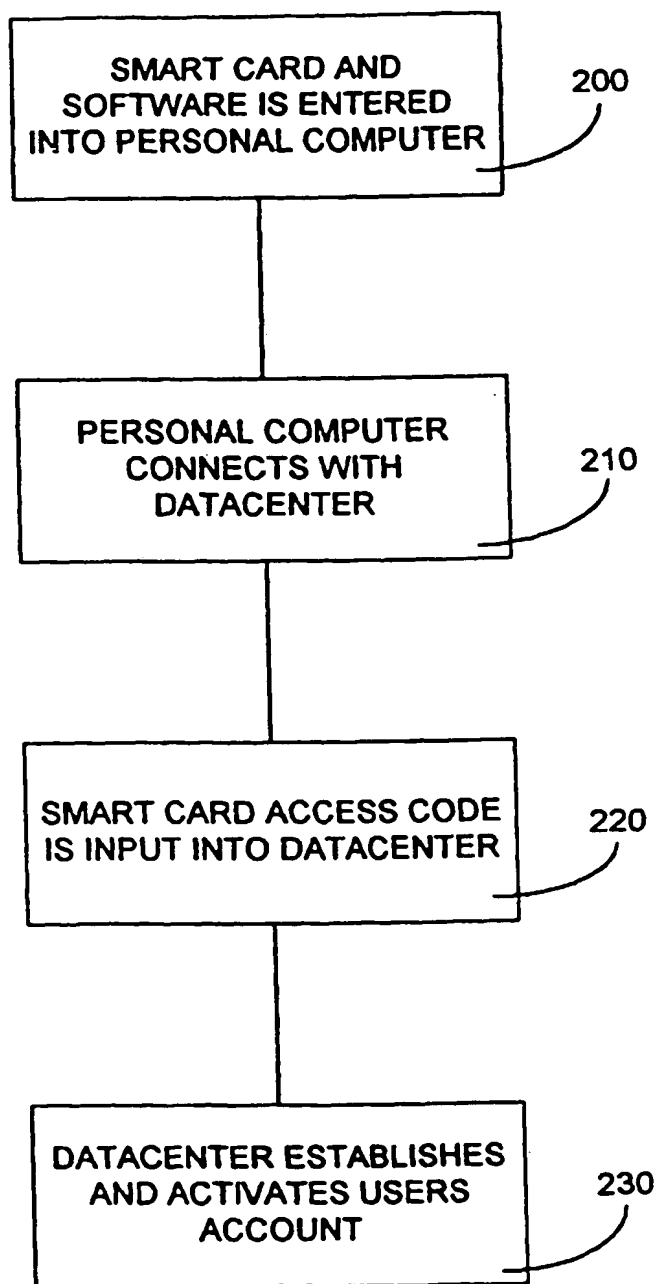 SMART CARD AND
SOFTWARE IS ENTERED
INTO PERSONAL COMPUTER
200
PERSONAL COMPUTER
CONNECTS WITH
DATACENTER
210
SMART CARD ACCESS CODE
IS INPUT INTO DATACENTER
220
DATACENTER ESTABLISHES
AND ACTIVATES USERS
ACCOUNT
230